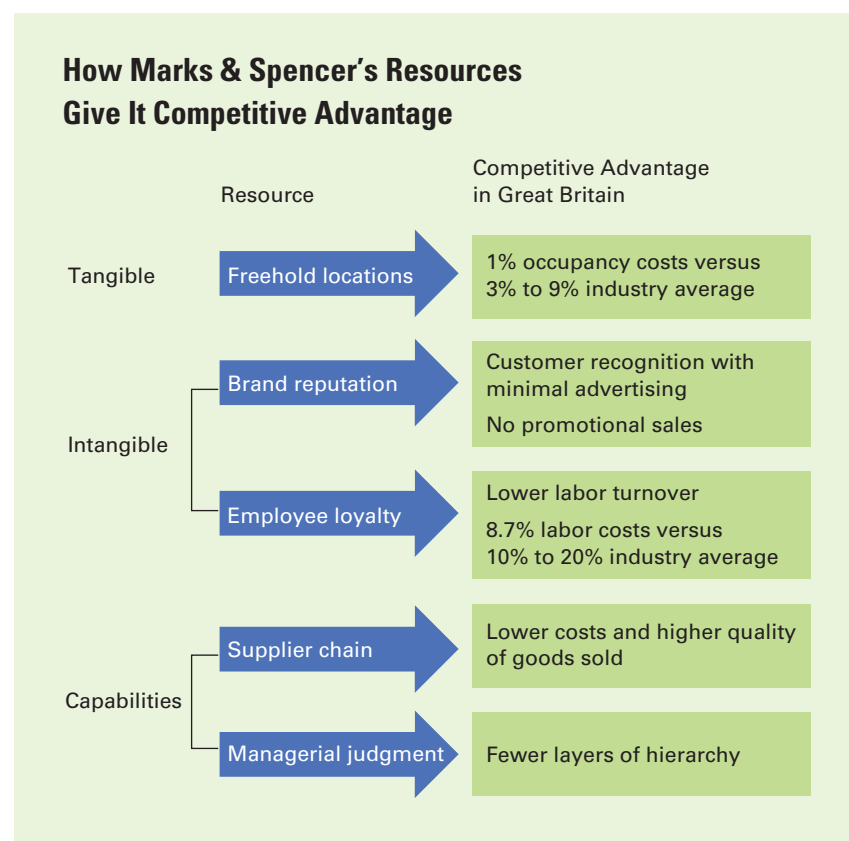 How Marks & Spencer’s Resources
Give It Competitive Advantage
Resource
Competitive Advantage
in Great Britain
Tangible
Freehold locations
1% occupancy costs versus
3% to 9% industry average
Intangible
Brand reputation
Customer recognition with
minimal advertising
No promotional sales
Employee loyalty
Lower labor turnover
8.7% labor costs versus
10% to 20% industry average
Capabilities
Supplier chain
Lower costs and higher quality
of goods sold
Managerial judgment
Fewer layers of hierarchy